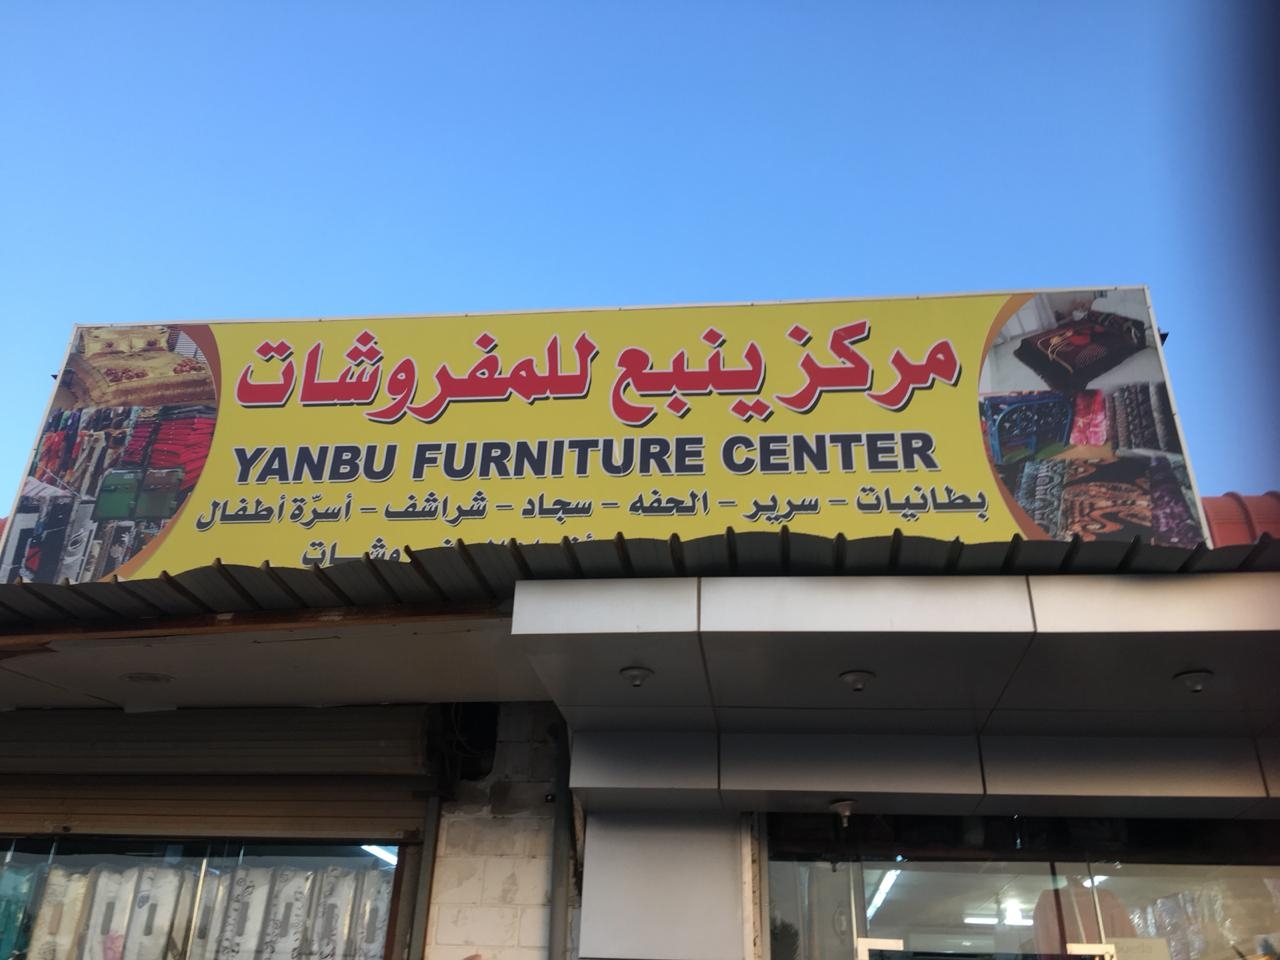 مركز ينبع للمفروشات
YANBU FURNITURE CENTER
بطانيات - سرير - الحفه - سجاد - شراشف - أسرّة أطفال